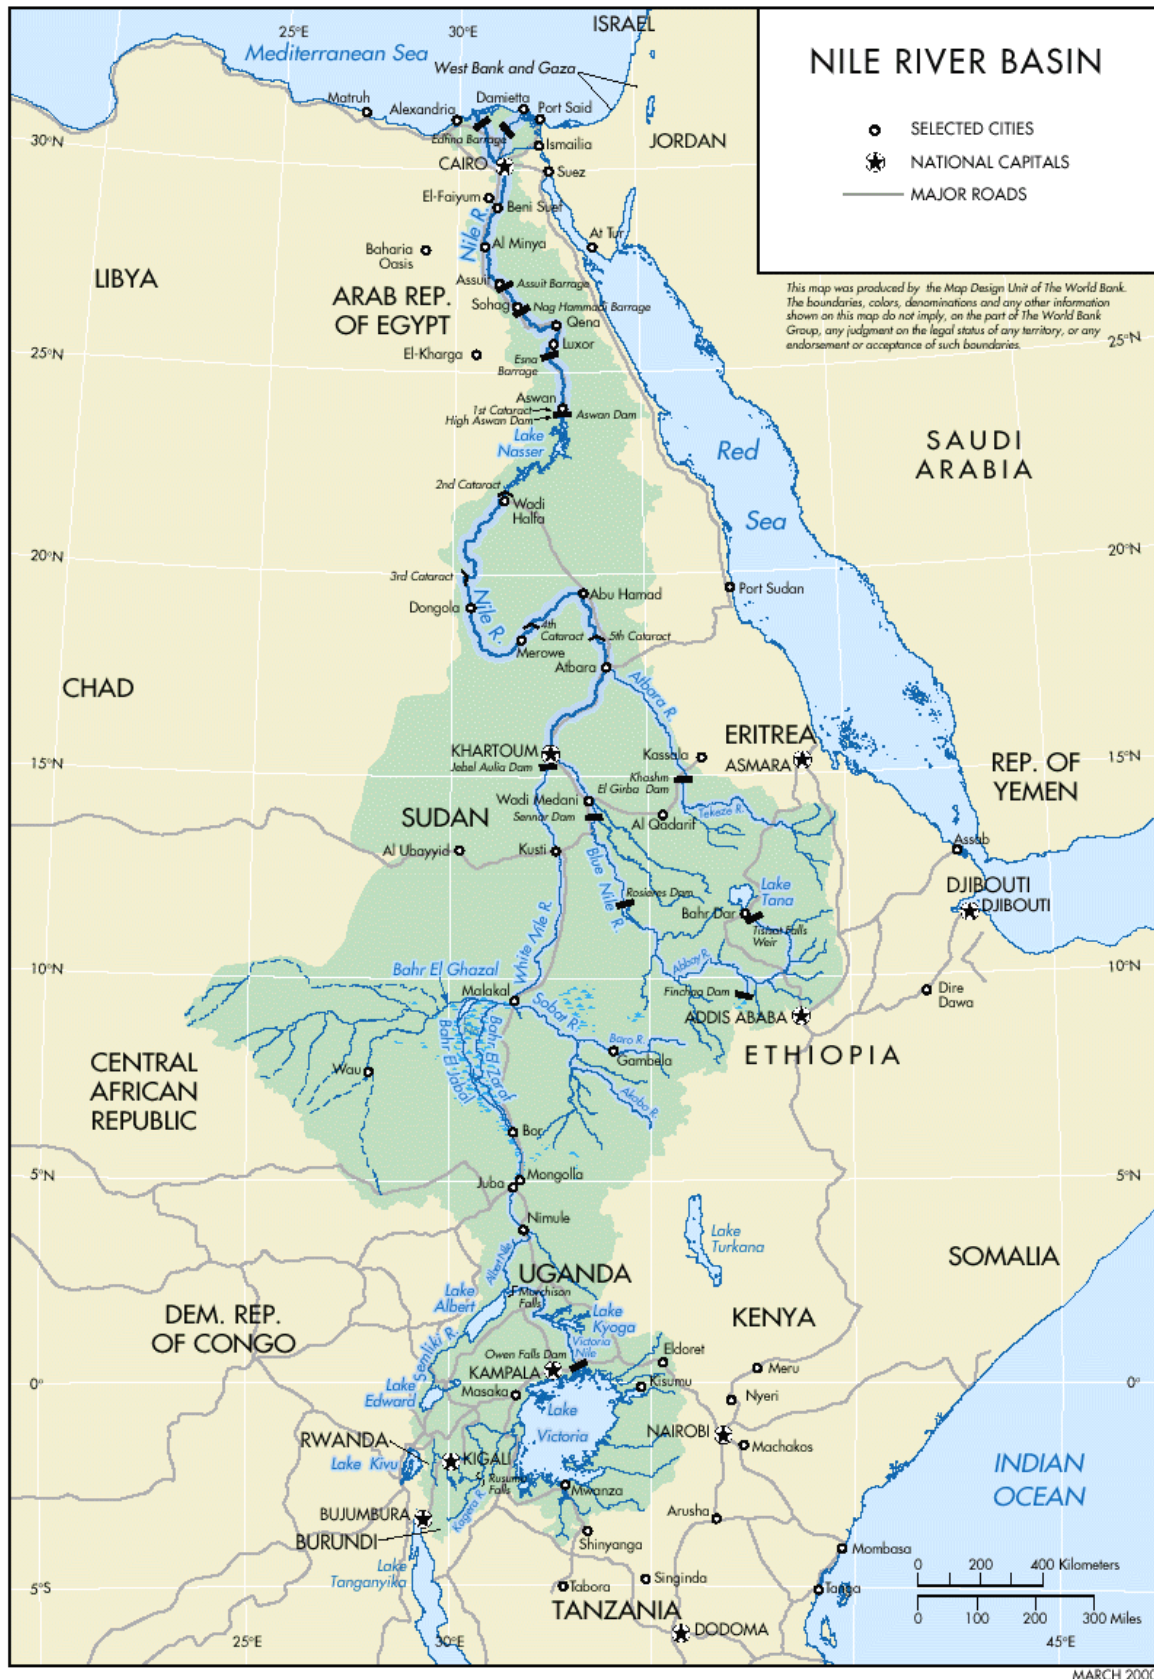 ISRAEL
25°E
30°E
Mediterranean Sea
West Bank and Gaza
NILE RIVER BASIN
SELECTED CITIES
NATIONAL CAPITALS
MAJOR ROADS
This map was produced by the Map Design Unit of The World Bank.
The boundaries, colors, denominations and any other information
shown on this map do not imply, on the part of The World Bank
Group, any judgment on the legal status of any territory, or any
endorsement or acceptance of such boundaries.
Matruh
Alexandria
Damietta
Port Said
Edfina Barrage
Ismailia
JORDAN
30°N
CAIRO
Suez
El-Faiyum
Beni Suef
Nile R.
At Tur
Al Minya
Baharia
Oasis
LIBYA
Assuit
Assuit Barrage
ARAB REP.
OF EGYPT
Sohag
Nag Hammadi Barrage
Qena
Luxor
25°N
25°N
El-Kharga
Esna
Barrage
Aswan
1st Cataract
High Aswan Dam
Aswan Dam
Lake
Nasser
Red
Sea
SAUDI
ARABIA
2nd Cataract
Wadi
Halfa
20°N
20°N
3rd Cataract
Dongola
Nile R.
Abu Hamad
Port Sudan
4th
Cataract
5th Cataract
Merowe
Atbara
Atbara R.
CHAD
KHARTOUM
Jebel Aulia Dam
Kassala
ERITREA
ASMARA
15°N
15°N
REP. OF
YEMEN
Khashm
El Girba Dam
Wadi Medani
Sennar Dam
Tekeze R.
SUDAN
Al Qadarif
Al Ubayyid
Kusti
Assab
Blue Nile R.
Rosieres Dam
Lake
Tana
DJIBOUTI
DJIBOUTI
Bahr Dar
Tisbat Falls
Weir
White Nile R.
Abbay R.
10°N
10°N
Bahr El Ghazal
Malakal
Finchaa Dam
Dire
Dawa
Sobat R.
ADDIS ABABA
Bahr El Jabal
Bahr El Zaraf
Baro R.
Gambela
ETHIOPIA
CENTRAL
AFRICAN
REPUBLIC
Wau
Akobo R.
Bor
5°N
5°N
Mongolla
Juba
Nimule
Lake
Turkana
Albert Nile
SOMALIA
UGANDA
Lake
Albert
Murchison
Falls
Lake
Kyoga
DEM. REP.
OF CONGO
KENYA
Semliki R.
Victoria
Nile
Owen Falls Dam
Eldoret
KAMPALA
Meru
0°
0°
Lake
Edward
Masaka
Kisumu
Nyeri
Lake
Victoria
NAIROBI
Machakos
RWANDA
Lake Kivu
KIGALI
Rusumo
Falls
INDIAN
OCEAN
Mwanza
BUJUMBURA
Kagera R.
Arusha
BURUNDI
Shinyanga
Mombasa
Lake
Tanganyika
0 200 400 Kilometers
Singinda
5°S
Tabora
Tanga
0 100 200 300 Miles
TANZANIA
DODOMA
25°E
30°E
45°E
MARCH 2000